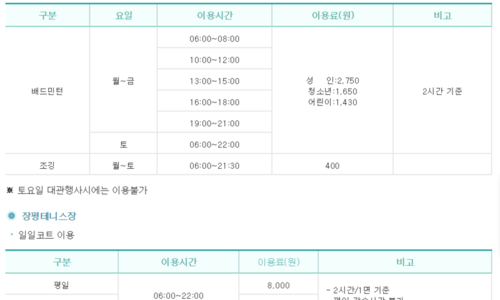 구분 요일 이용시간 이용료(원) 비고
06:00~08:00
10:00~12:00
배드민턴 월~금 13:00~15:00 성 인:2,750
청소년:1,650 2시간 기준
어린이:1,430
16:00~18:00
19:00~21:00
토 06:00~22:00
조깅 월~토 06:00~21:30 400
※ 토요일 대관행사시에는 이용불가
장평테니스장
· 일일코트 이용
구분 이용시간 이용료(원) 비고
평일 06:00~22:00 8,000 - 2시간/1면 기준